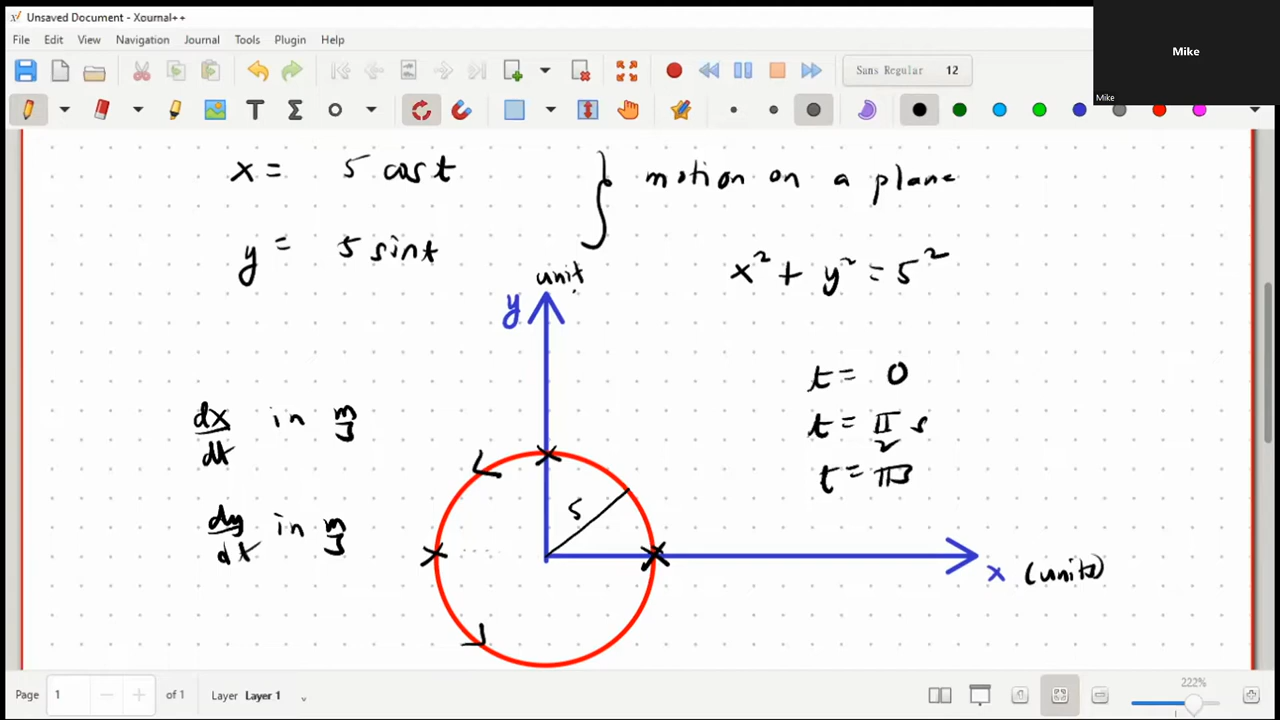 Unsaved Document - Xournal++
File Edit View Navigation Journal Tools Plugin Help
Mike
Mike
Sans Regular 12
x = 5 cos t
motion on a plane
y = 5 sin t
x² + y² = 5²
unit
y
t = 0
dx/dt in m/s
t = π/2 s
t = π s
5
dy/dt in m/s
x (units)
222%
Page 1 of 1 Layer Layer 1